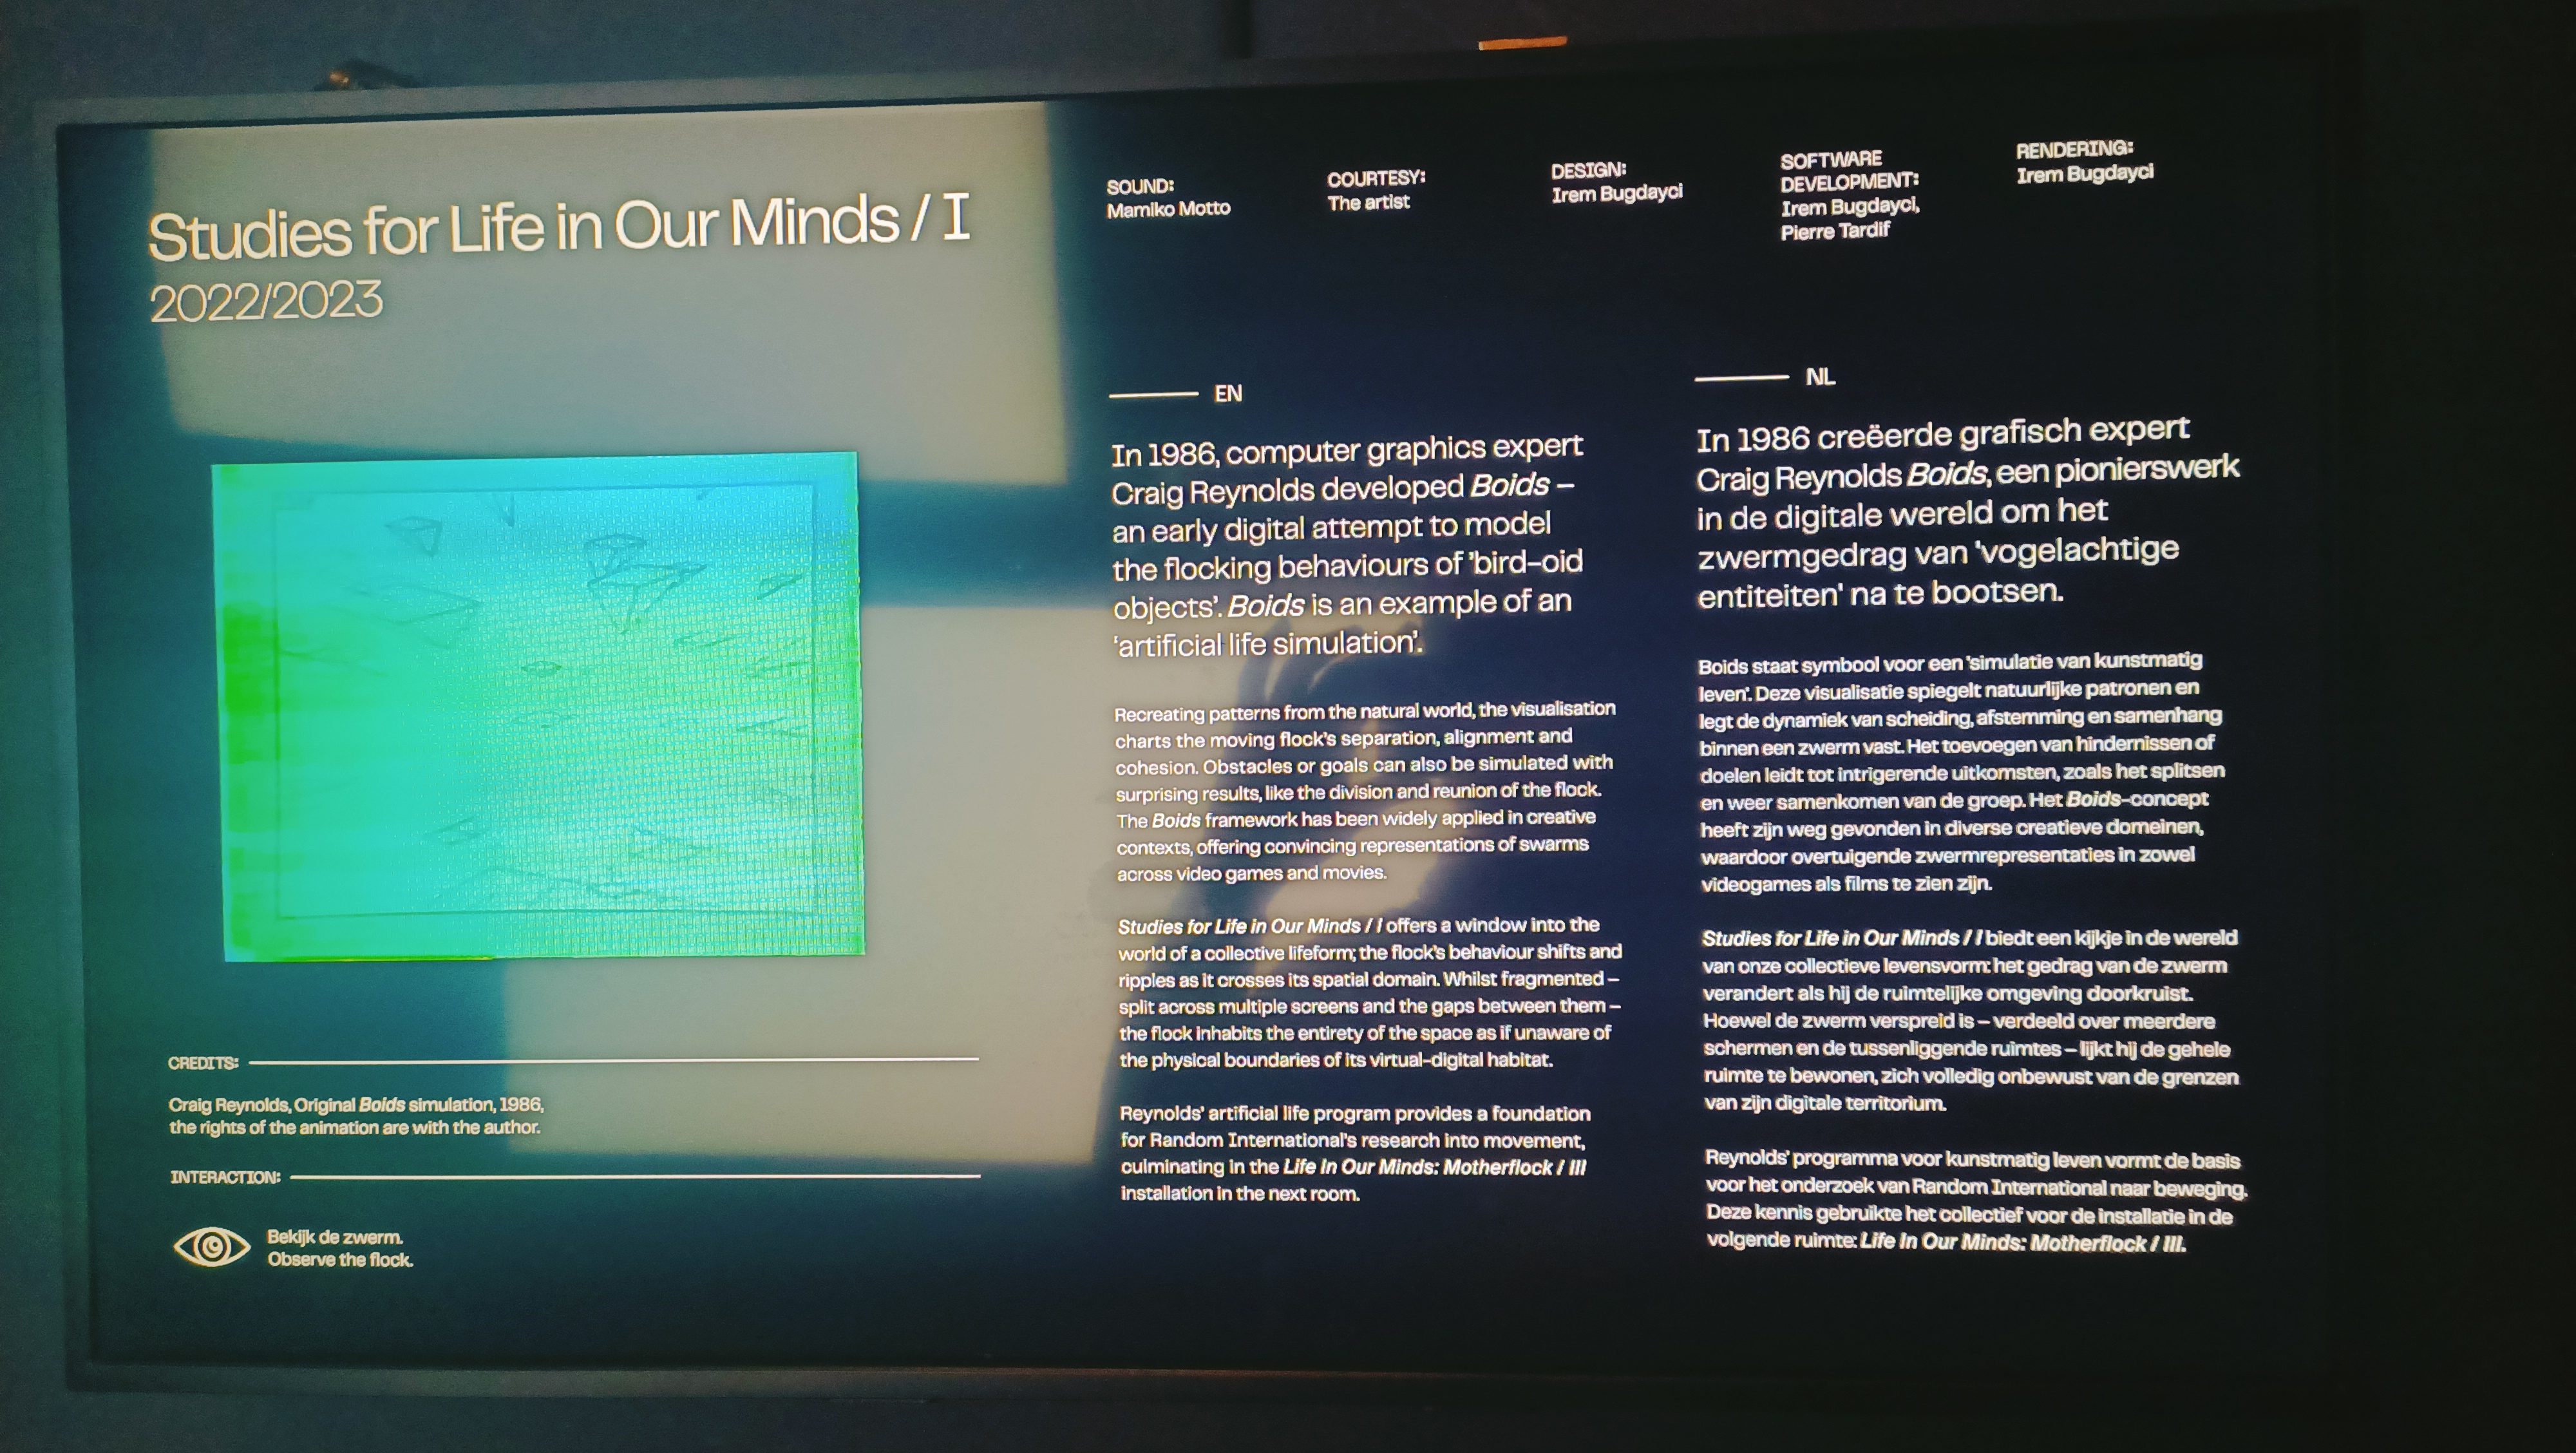 Studies for Life in Our Minds / I
2022/2023
SOUND:
Mamiko Motto
COURTESY:
The artist
DESIGN:
Irem Bugdayci
SOFTWARE
DEVELOPMENT:
Irem Bugdayci,
Pierre Tardif
RENDERING:
Irem Bugdayci
CREDITS:
Craig Reynolds, Original Boids simulation, 1986,
the rights of the animation are with the author.
INTERACTION:
Bekijk de zwerm.
Observe the flock.
EN
In 1986, computer graphics expert
Craig Reynolds developed Boids –
an early digital attempt to model
the flocking behaviours of 'bird-oid
objects'. Boids is an example of an
'artificial life simulation'.
Recreating patterns from the natural world, the visualisation
charts the moving flock's separation, alignment and
cohesion. Obstacles or goals can also be simulated with
surprising results, like the division and reunion of the flock.
The Boids framework has been widely applied in creative
contexts, offering convincing representations of swarms
across video games and movies.
Studies for Life in Our Minds / I offers a window into the
world of a collective lifeform; the flock's behaviour shifts and
ripples as it crosses its spatial domain. Whilst fragmented –
split across multiple screens and the gaps between them –
the flock inhabits the entirety of the space as if unaware of
the physical boundaries of its virtual-digital habitat.
Reynolds' artificial life program provides a foundation
for Random International's research into movement,
culminating in the Life In Our Minds: Motherflock / III
installation in the next room.
NL
In 1986 creëerde grafisch expert
Craig Reynolds Boids, een pionierswerk
in de digitale wereld om het
zwermgedrag van 'vogelachtige
entiteiten' na te bootsen.
Boids staat symbool voor een 'simulatie van kunstmatig
leven'. Deze visualisatie spiegelt natuurlijke patronen en
legt de dynamiek van scheiding, afstemming en samenhang
binnen een zwerm vast. Het toevoegen van hindernissen of
doelen leidt tot intrigerende uitkomsten, zoals het splitsen
en weer samenkomen van de groep. Het Boids-concept
heeft zijn weg gevonden in diverse creatieve domeinen,
waardoor overtuigende zwermrepresentaties in zowel
videogames als films te zien zijn.
Studies for Life in Our Minds / I biedt een kijkje in de wereld
van onze collectieve levensvorm: het gedrag van de zwerm
verandert als hij de ruimtelijke omgeving doorkruist.
Hoewel de zwerm verspreid is – verdeeld over meerdere
schermen en de tussenliggende ruimtes – lijkt hij de gehele
ruimte te bewonen, zich volledig onbewust van de grenzen
van zijn digitale territorium.
Reynolds' programma voor kunstmatig leven vormt de basis
voor het onderzoek van Random International naar beweging.
Deze kennis gebruikte het collectief voor de installatie in de
volgende ruimte: Life In Our Minds: Motherflock / III.